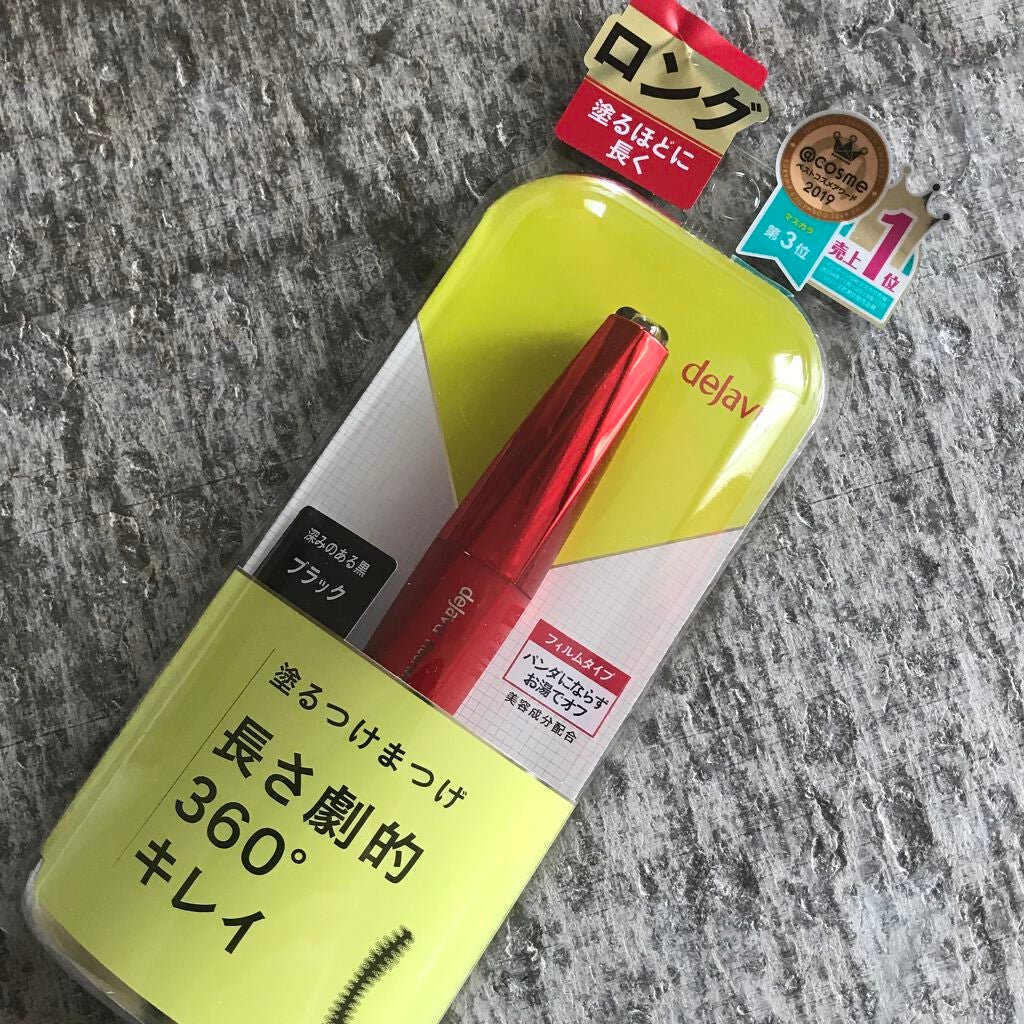 ロング
塗るほどに
長く
@cosme
ベストコスメアワード
2019
マスカラ
第3位
売上1位
dejavu
深みのある黒
ブラック
dejavu
フィルムタイプ
パンダにならず
お湯でオフ
美容成分配合
塗るつけまつげ
長さ劇的
360°
キレイ